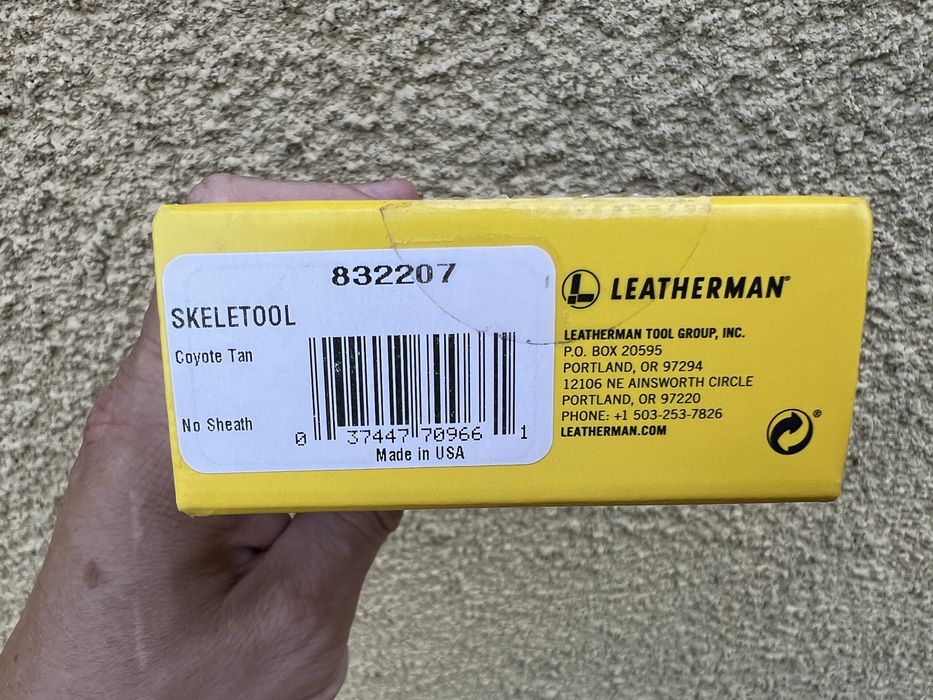 832207
SKELETOOL
Coyote Tan
No Sheath
0 37447 70966 1
Made in USA
LEATHERMAN®
LEATHERMAN TOOL GROUP, INC.
P.O. BOX 20595
PORTLAND, OR 97294
12106 NE AINSWORTH CIRCLE
PORTLAND, OR 97220
PHONE: +1 503-253-7826
LEATHERMAN.COM
®